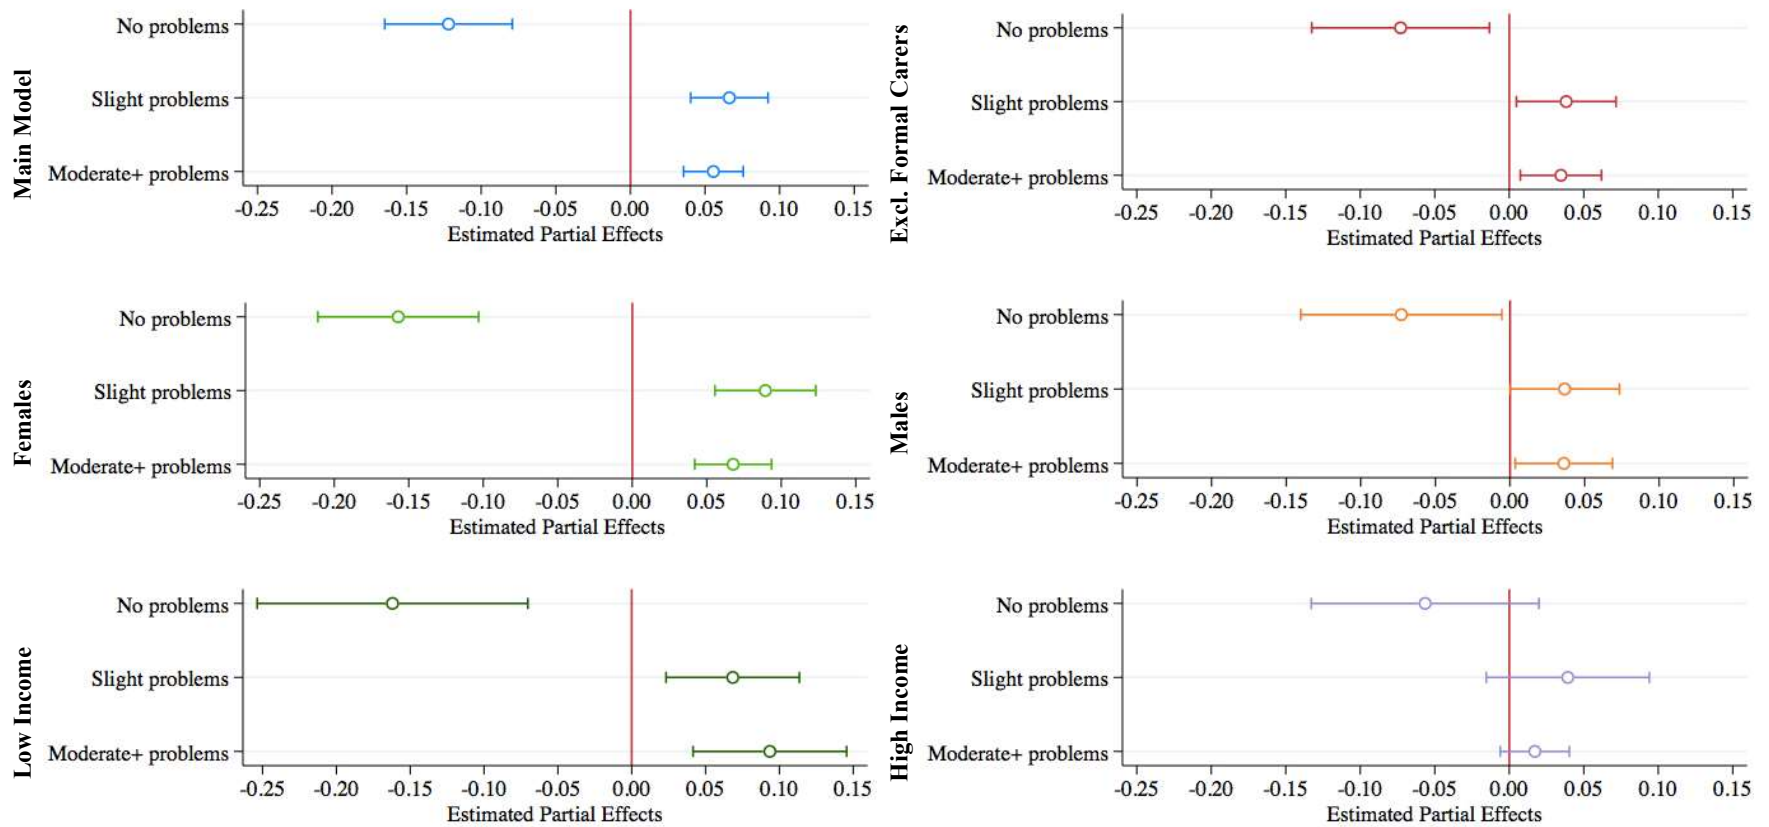 Main Model
No problems
Slight problems
Moderate+ problems
-0.25 -0.20 -0.15 -0.10 -0.05 0.00 0.05 0.10 0.15
Estimated Partial Effects
Excl. Formal Carers
No problems
Slight problems
Moderate+ problems
-0.25 -0.20 -0.15 -0.10 -0.05 0.00 0.05 0.10 0.15
Estimated Partial Effects
Females
No problems
Slight problems
Moderate+ problems
-0.25 -0.20 -0.15 -0.10 -0.05 0.00 0.05 0.10 0.15
Estimated Partial Effects
Males
No problems
Slight problems
Moderate+ problems
-0.25 -0.20 -0.15 -0.10 -0.05 0.00 0.05 0.10 0.15
Estimated Partial Effects
Low Income
No problems
Slight problems
Moderate+ problems
-0.25 -0.20 -0.15 -0.10 -0.05 0.00 0.05 0.10 0.15
Estimated Partial Effects
High Income
No problems
Slight problems
Moderate+ problems
-0.25 -0.20 -0.15 -0.10 -0.05 0.00 0.05 0.10 0.15
Estimated Partial Effects